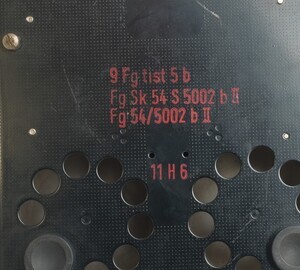 9 Fg tist 5 b
Fg Sk 54 S 5002 b II
Fg 54/5002 b II
11 H 6